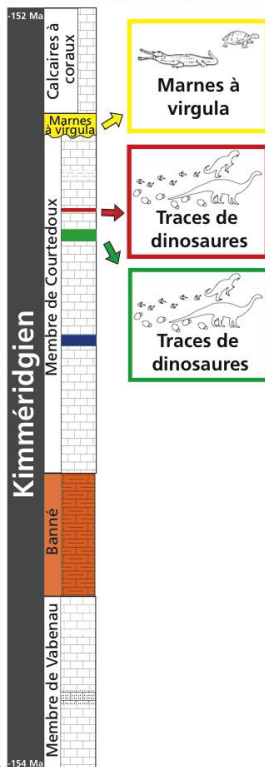 -152 Ma
Calcaires à
coraux
Marnes
à virgula
Membre de Courtedoux
Banné
Membre de Vabenau
Kimméridgien
-154 Ma
Marnes à
virgula
Traces de
dinosaures
Traces de
dinosaures